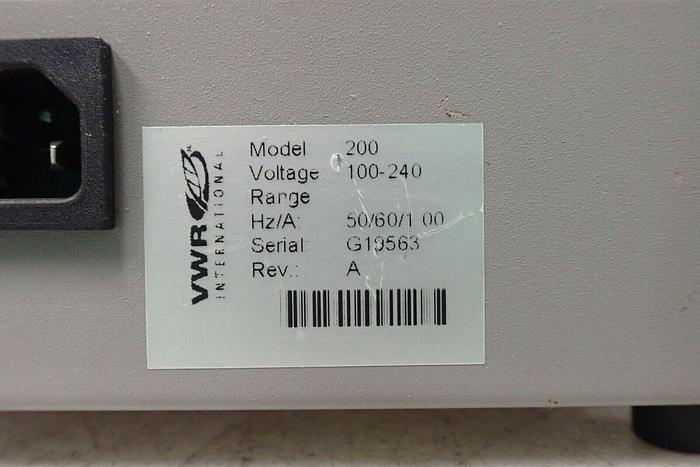 VWR
INTERNATIONAL
Model 200
Voltage 100-240
Range
Hz/A: 50/60/1 00
Serial: G19563
Rev.: A